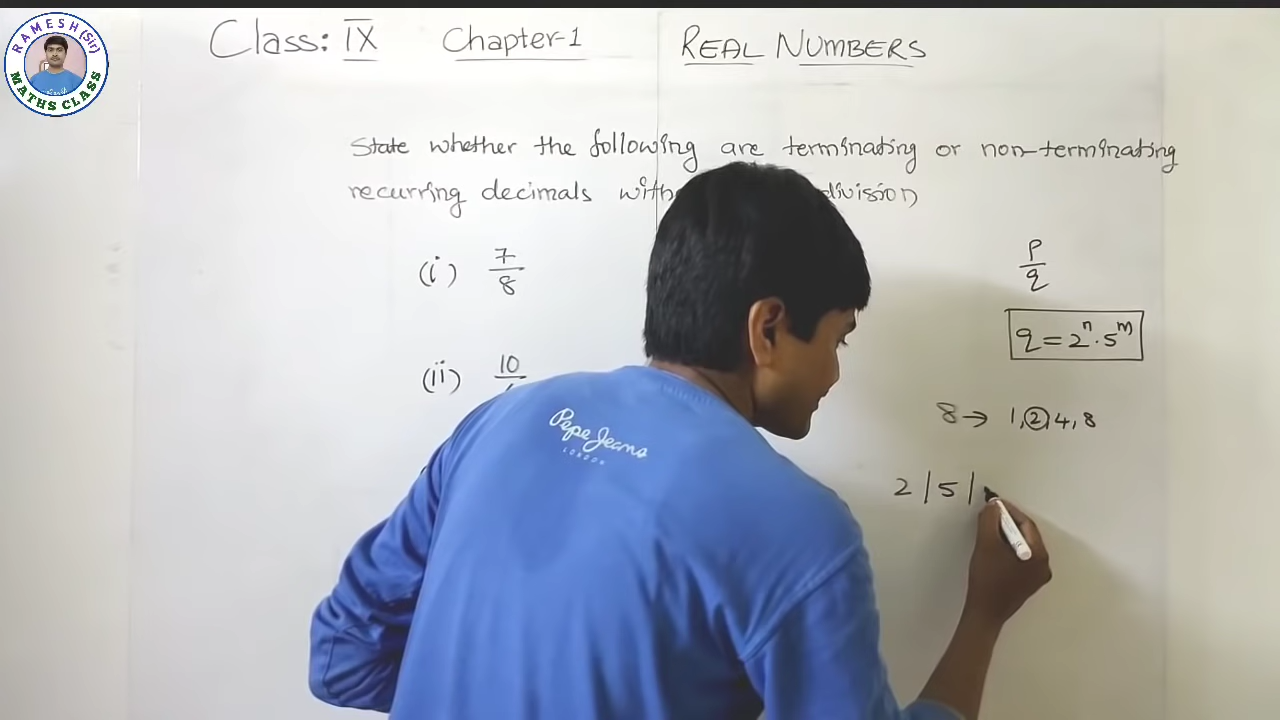 RAMESH (Sir)
MATHS CLASS
Class: IX Chapter-1 REAL NUMBERS
State whether the following are terminating or non-terminating
recurring decimals division
(i) 7/8
p/q
q = 2ⁿ·5ᵐ
(ii) 10
8 → 1, 2, 4, 8
2 | 5 |
Pepe Jeans
LONDON